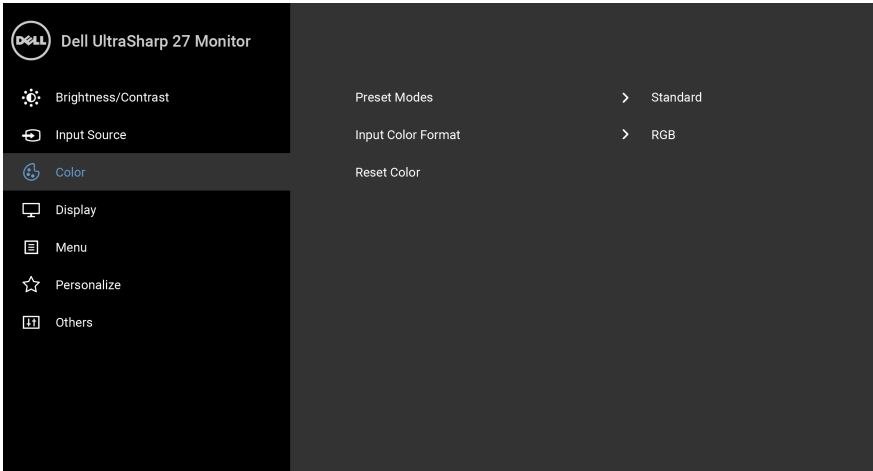 DELL
Dell UltraSharp 27 Monitor
Brightness/Contrast
Input Source
Color
Display
Menu
Personalize
Others
Preset Modes Standard
Input Color Format RGB
Reset Color